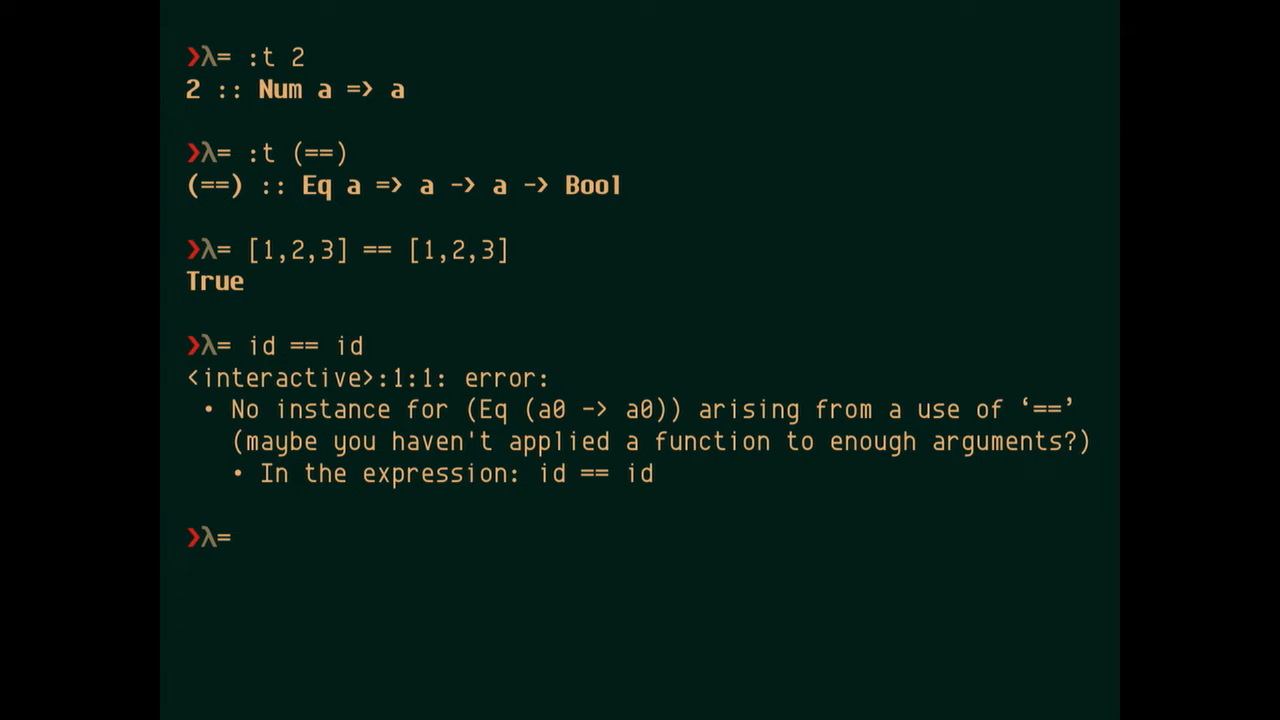 ❯λ= :t 2
2 :: Num a => a
❯λ= :t (==)
(==) :: Eq a => a -> a -> Bool
❯λ= [1,2,3] == [1,2,3]
True
❯λ= id == id
<interactive>:1:1: error:
• No instance for (Eq (a0 -> a0)) arising from a use of ‘==’
(maybe you haven't applied a function to enough arguments?)
• In the expression: id == id
❯λ=